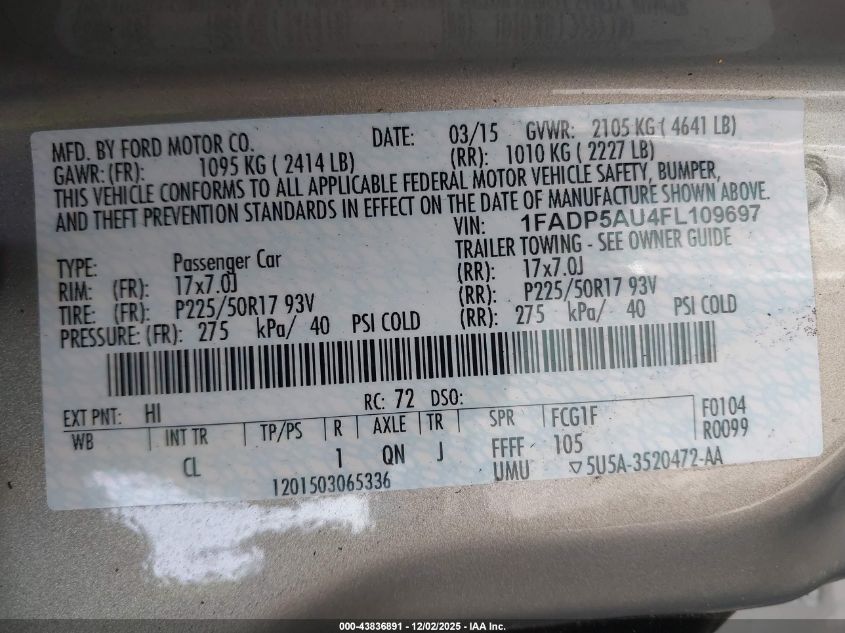 MFD. BY FORD MOTOR CO. DATE: 03/15 GVWR: 2105 KG ( 4641 LB)
GAWR: (FR): 1095 KG ( 2414 LB) (RR): 1010 KG ( 2227 LB)
THIS VEHICLE CONFORMS TO ALL APPLICABLE FEDERAL MOTOR VEHICLE SAFETY, BUMPER,
AND THEFT PREVENTION STANDARDS IN EFFECT ON THE DATE OF MANUFACTURE SHOWN ABOVE.
VIN: 1FADP5AU4FL109697
TYPE: Passenger Car TRAILER TOWING - SEE OWNER GUIDE
RIM: (FR): 17x7.0J (RR): 17x7.0J
TIRE: (FR): P225/50R17 93V (RR): P225/50R17 93V
PRESSURE: (FR): 275 kPa/ 40 PSI COLD (RR): 275 kPa/ 40 PSI COLD
EXT PNT: HI RC: 72 DSO: FCG1F F0104
WB INT TR TP/PS R AXLE TR SPR 105 R0099
CL 1 QN J FFFF
1201503065336 UMU ▽5U5A-3520472-AA
000-43836891 - 12/02/2025 - IAA Inc.